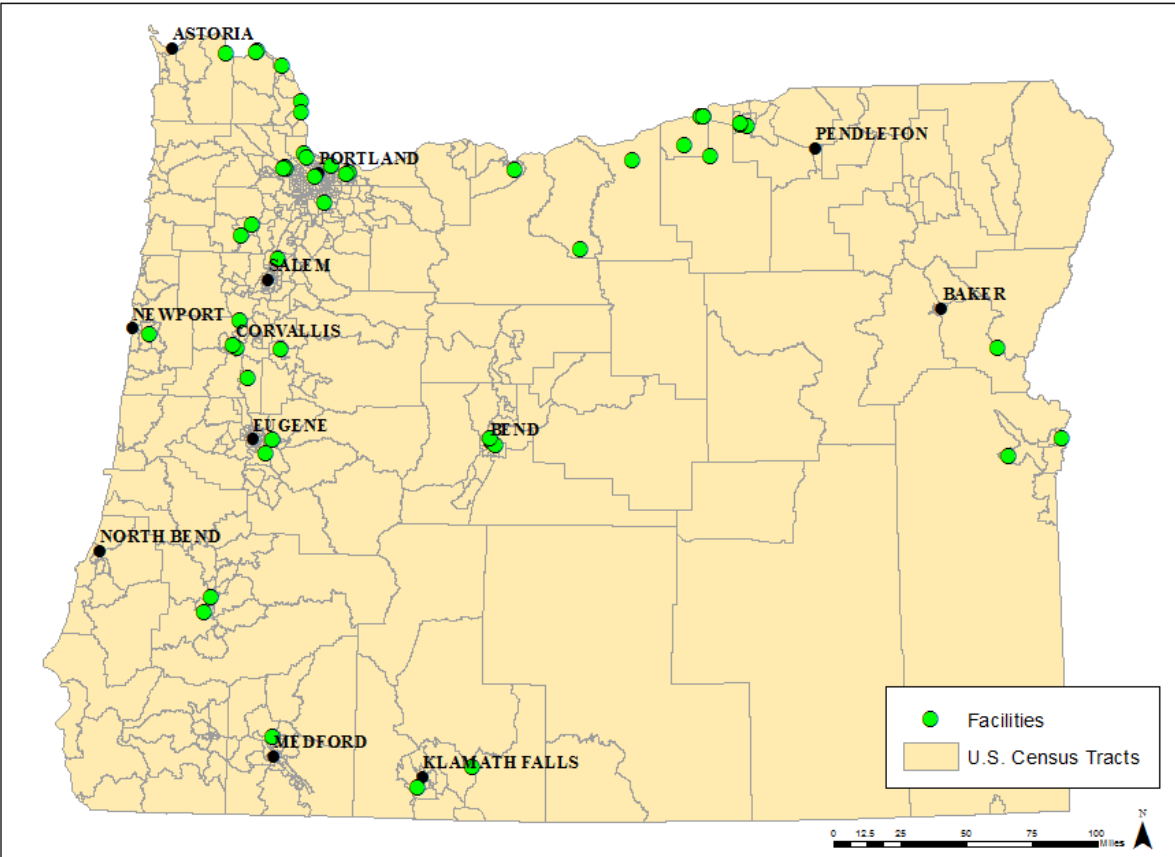 ASTORIA
PENDLETON
PORTLAND
SALEM
BAKER
NEWPORT
CORVALLIS
EUGENE
BEND
NORTH BEND
Facilities
U.S. Census Tracts
MEDFORD
KLAMATH FALLS
N
0 12.5 25 50 75 100
Miles